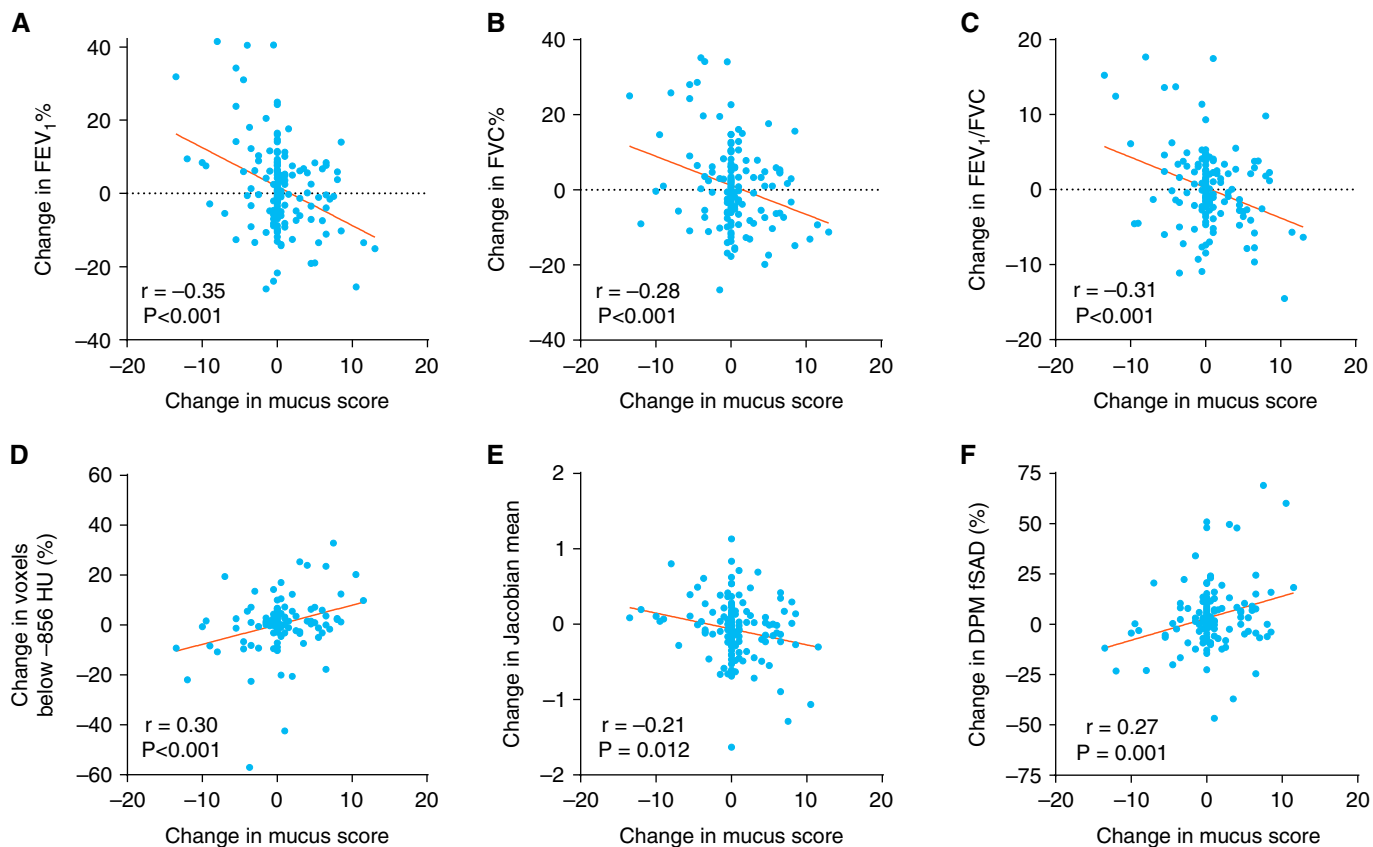 A
40
20
0
–20
–40
–20
–10
0
10
20
Change in FEV1%
Change in mucus score
r = –0.35
P<0.001
B
40
20
0
–20
–40
–20
–10
0
10
20
Change in FVC%
Change in mucus score
r = –0.28
P<0.001
C
20
10
0
–10
–20
–20
–10
0
10
20
Change in FEV1/FVC
Change in mucus score
r = –0.31
P<0.001
D
60
40
20
0
–20
–40
–60
–20
–10
0
10
20
Change in voxels
below –856 HU (%)
Change in mucus score
r = 0.30
P<0.001
E
2
1
0
–1
–2
–20
–10
0
10
20
Change in Jacobian mean
Change in mucus score
r = –0.21
P = 0.012
F
75
50
25
0
–25
–50
–75
–20
–10
0
10
20
Change in DPM fSAD (%)
Change in mucus score
r = 0.27
P = 0.001